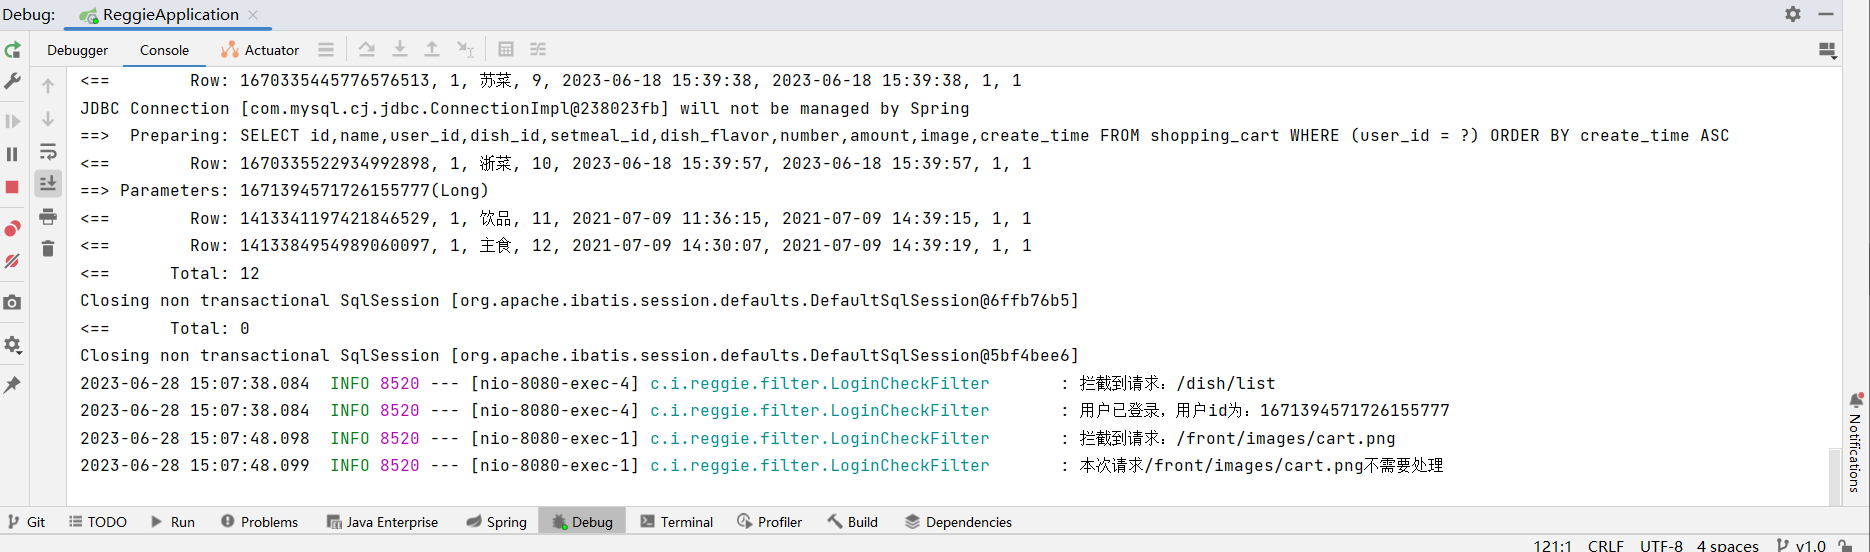 Debug: ReggieApplication
Debugger Console Actuator
<== Row: 1670335445776576513, 1, 苏菜, 9, 2023-06-18 15:39:38, 2023-06-18 15:39:38, 1, 1
JDBC Connection [com.mysql.cj.jdbc.ConnectionImpl@238023fb] will not be managed by Spring
==> Preparing: SELECT id,name,user_id,dish_id,setmeal_id,dish_flavor,number,amount,image,create_time FROM shopping_cart WHERE (user_id = ?) ORDER BY create_time ASC
<== Row: 1670335522934992898, 1, 浙菜, 10, 2023-06-18 15:39:57, 2023-06-18 15:39:57, 1, 1
==> Parameters: 1671394571726155777(Long)
<== Row: 1413341197421846529, 1, 饮品, 11, 2021-07-09 11:36:15, 2021-07-09 14:39:15, 1, 1
<== Row: 1413384954989060097, 1, 主食, 12, 2021-07-09 14:30:07, 2021-07-09 14:39:19, 1, 1
<== Total: 12
Closing non transactional SqlSession [org.apache.ibatis.session.defaults.DefaultSqlSession@6ffb76b5]
<== Total: 0
Closing non transactional SqlSession [org.apache.ibatis.session.defaults.DefaultSqlSession@5bf4bee6]
2023-06-28 15:07:38.084 INFO 8520 --- [nio-8080-exec-4] c.i.reggie.filter.LoginCheckFilter : 拦截到请求：/dish/list
2023-06-28 15:07:38.084 INFO 8520 --- [nio-8080-exec-4] c.i.reggie.filter.LoginCheckFilter : 用户已登录，用户id为：1671394571726155777
2023-06-28 15:07:48.098 INFO 8520 --- [nio-8080-exec-1] c.i.reggie.filter.LoginCheckFilter : 拦截到请求：/front/images/cart.png
2023-06-28 15:07:48.099 INFO 8520 --- [nio-8080-exec-1] c.i.reggie.filter.LoginCheckFilter : 本次请求/front/images/cart.png不需要处理
Notifications
Git TODO Run Problems Java Enterprise Spring Debug Terminal Profiler Build Dependencies
121:1 CRLF UTF-8 4 spaces v1.0